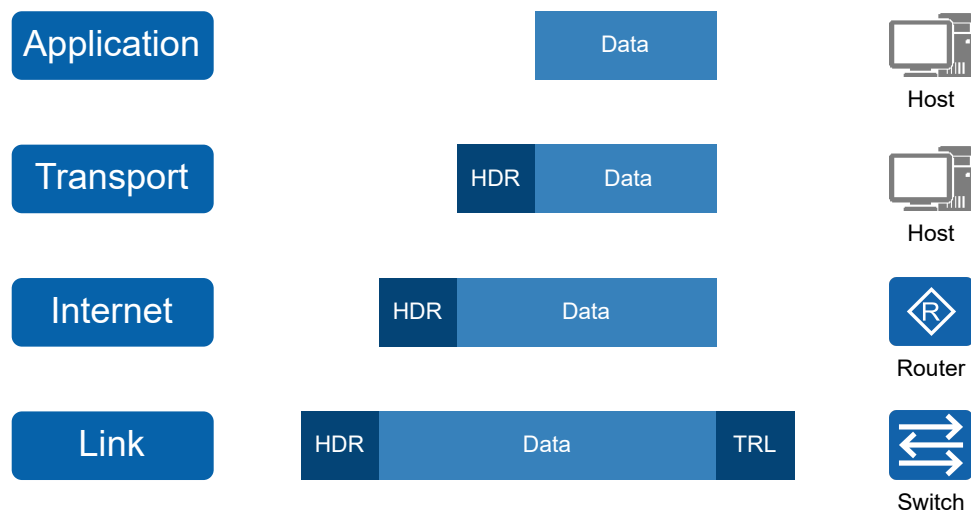 Application
Data
Host
Transport
HDR Data
Host
Internet
HDR Data
R
Router
Link
HDR Data TRL
Switch